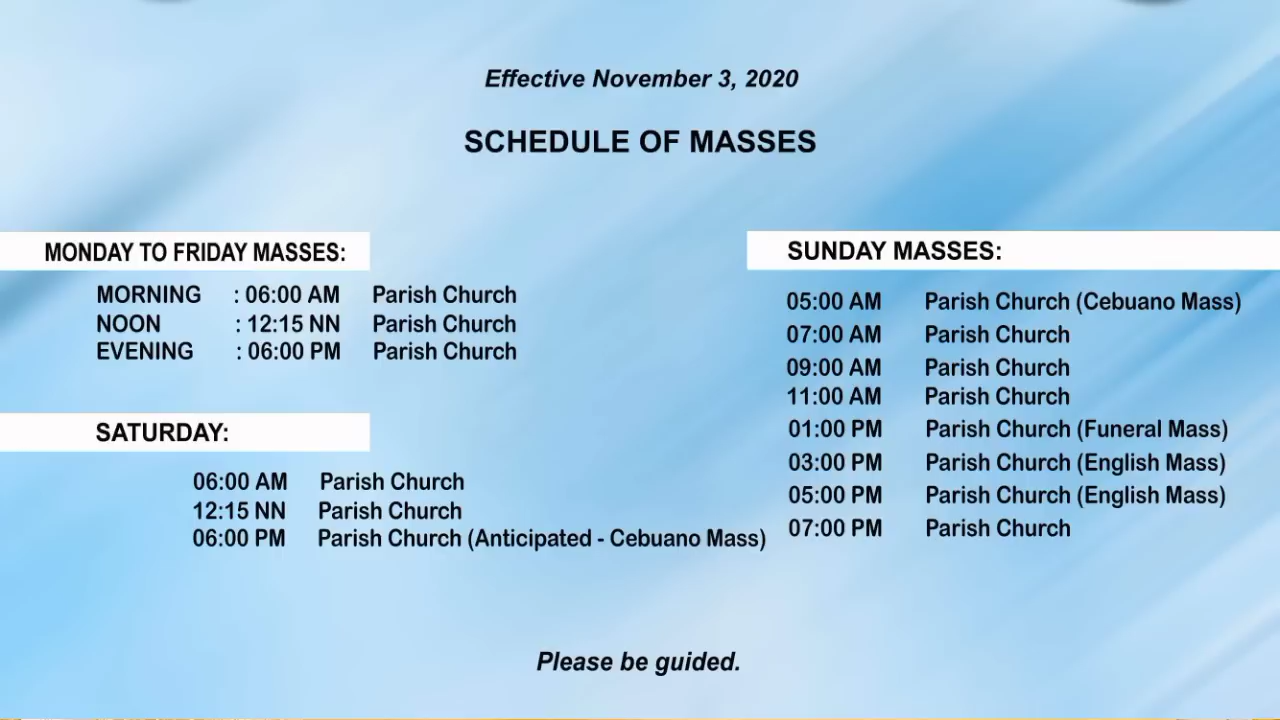 Effective November 3, 2020
SCHEDULE OF MASSES
MONDAY TO FRIDAY MASSES:
MORNING : 06:00 AM Parish Church
NOON : 12:15 NN Parish Church
EVENING : 06:00 PM Parish Church
SATURDAY:
06:00 AM Parish Church
12:15 NN Parish Church
06:00 PM Parish Church (Anticipated - Cebuano Mass)
SUNDAY MASSES:
05:00 AM Parish Church (Cebuano Mass)
07:00 AM Parish Church
09:00 AM Parish Church
11:00 AM Parish Church
01:00 PM Parish Church (Funeral Mass)
03:00 PM Parish Church (English Mass)
05:00 PM Parish Church (English Mass)
07:00 PM Parish Church
Please be guided.